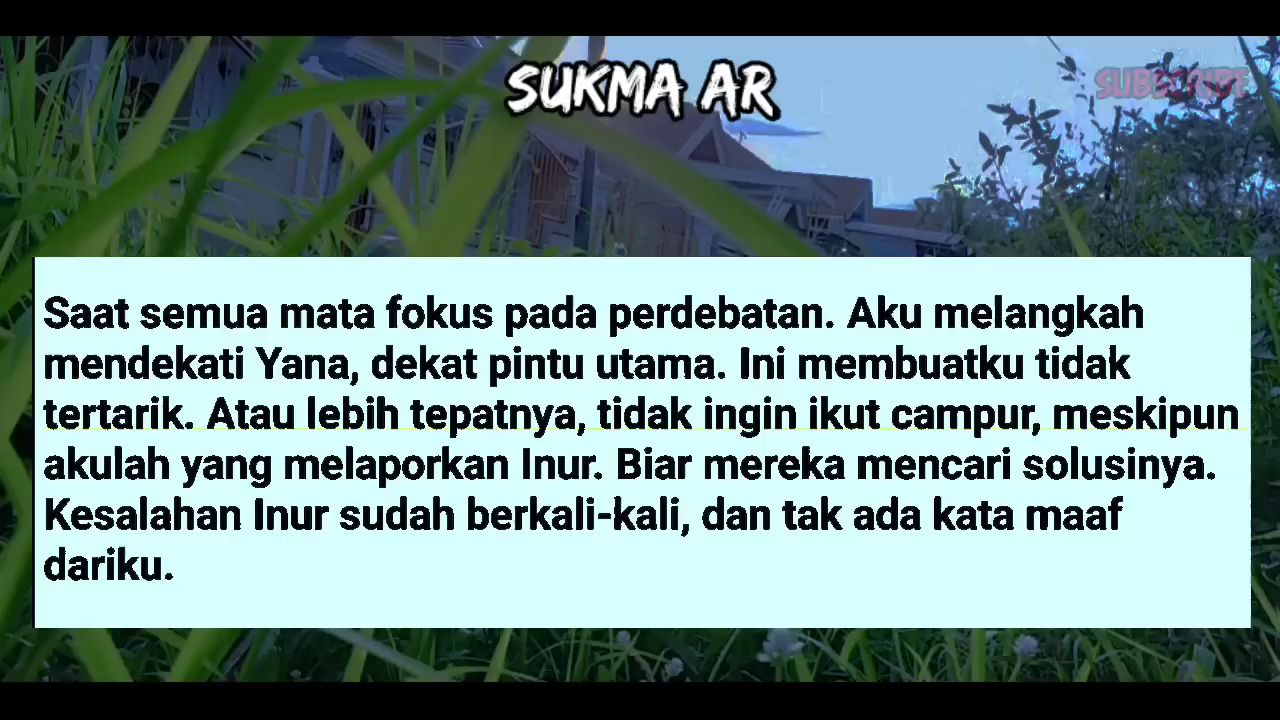 SUKMA AR
SUBSCRIBE
Saat semua mata fokus pada perdebatan. Aku melangkah
mendekati Yana, dekat pintu utama. Ini membuatku tidak
tertarik. Atau lebih tepatnya, tidak ingin ikut campur, meskipun
akulah yang melaporkan Inur. Biar mereka mencari solusinya.
Kesalahan Inur sudah berkali-kali, dan tak ada kata maaf
dariku.